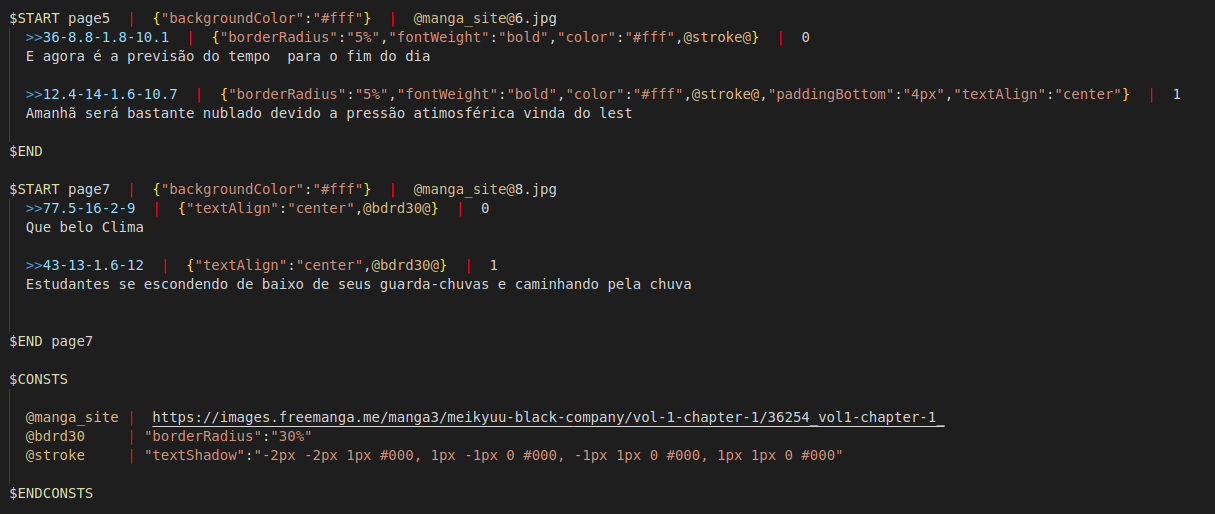 $START page5  |  {"backgroundColor":"#fff"}  |  @manga_site@6.jpg
>>36-8.8-1.8-10.1  |  {"borderRadius":"5%","fontWeight":"bold","color":"#fff",@stroke@}  |  0
E agora é a previsão do tempo  para o fim do dia
>>12.4-14-1.6-10.7  |  {"borderRadius":"5%","fontWeight":"bold","color":"#fff",@stroke@,"paddingBottom":"4px","textAlign":"center"}  |  1
Amanhã será bastante nublado devido a pressão atimosférica vinda do lest
$END
$START page7  |  {"backgroundColor":"#fff"}  |  @manga_site@8.jpg
>>77.5-16-2-9  |  {"textAlign":"center",@bdrd30@}  |  0
Que belo Clima
>>43-13-1.6-12  |  {"textAlign":"center",@bdrd30@}  |  1
Estudantes se escondendo de baixo de seus guarda-chuvas e caminhando pela chuva
$END page7
$CONSTS
@manga_site |  https://images.freemanga.me/manga3/meikyuu-black-company/vol-1-chapter-1/36254_vol1-chapter-1_
@bdrd30     | "borderRadius":"30%"
@stroke     | "textShadow":"-2px -2px 1px #000, 1px -1px 0 #000, -1px 1px 0 #000, 1px 1px 0 #000"
$ENDCONSTS